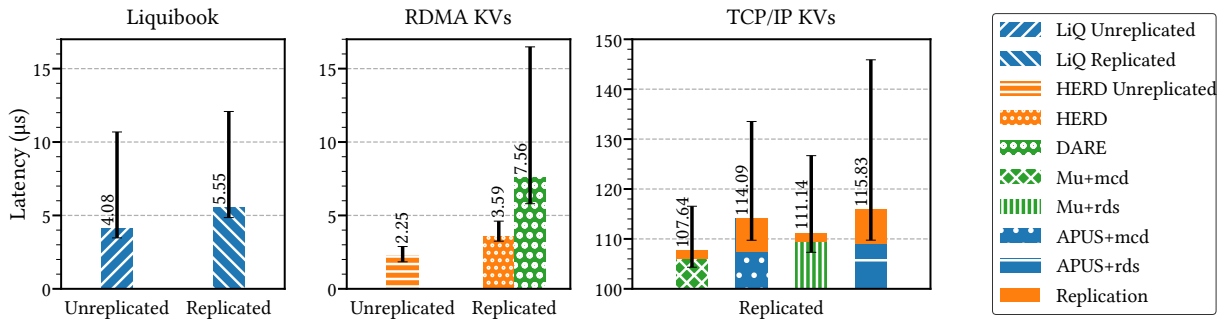 Liquibook
RDMA KVs
TCP/IP KVs
Latency (µs)
15
10
5
0
4.08
5.55
Unreplicated
Replicated
15
10
5
0
2.25
3.59
7.56
Unreplicated
Replicated
150
140
130
120
110
100
107.64
114.09
111.14
115.83
Replicated
LiQ Unreplicated
LiQ Replicated
HERD Unreplicated
HERD
DARE
Mu+mcd
Mu+rds
APUS+mcd
APUS+rds
Replication